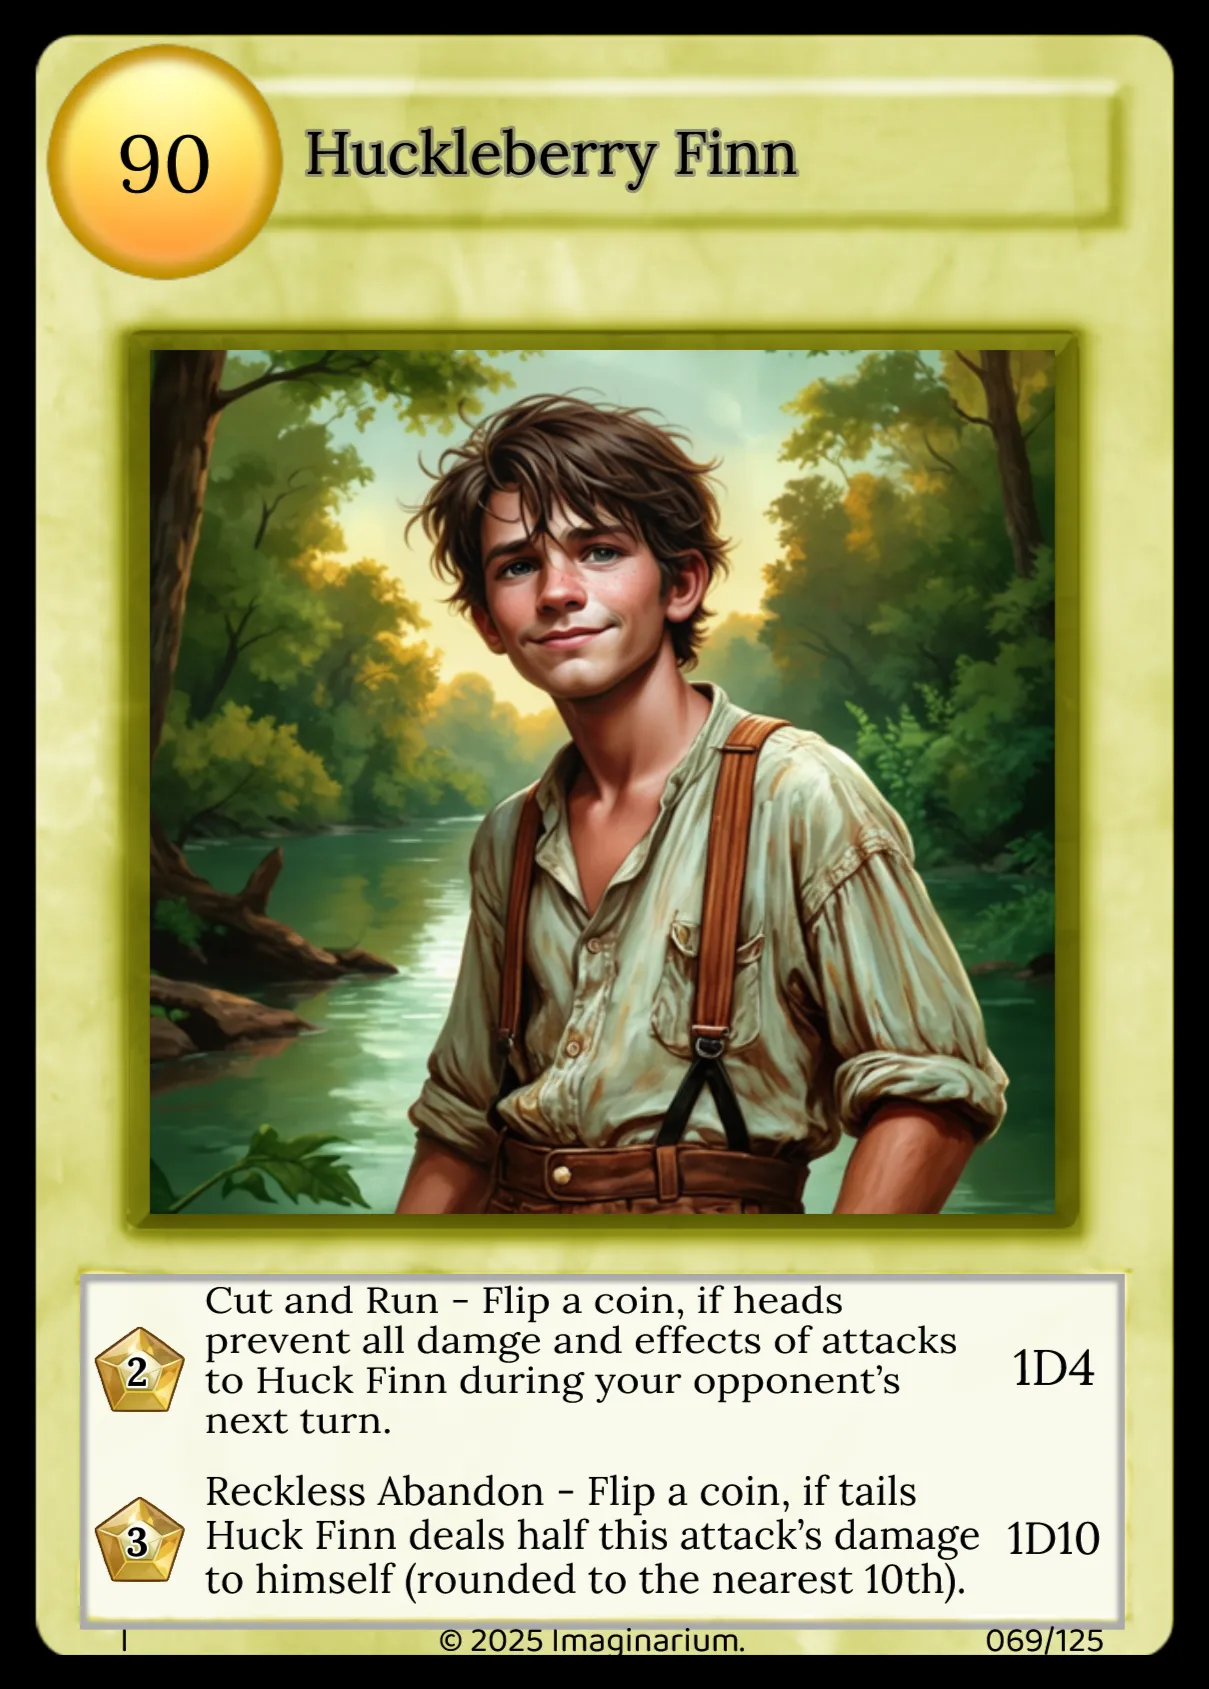 90
Huckleberry Finn
Cut and Run - Flip a coin, if heads
prevent all damge and effects of attacks
to Huck Finn during your opponent's
next turn.
2
1D4
Reckless Abandon - Flip a coin, if tails
Huck Finn deals half this attack's damage
to himself (rounded to the nearest 10th).
3
1D10
I
© 2025 Imaginarium.
069/125